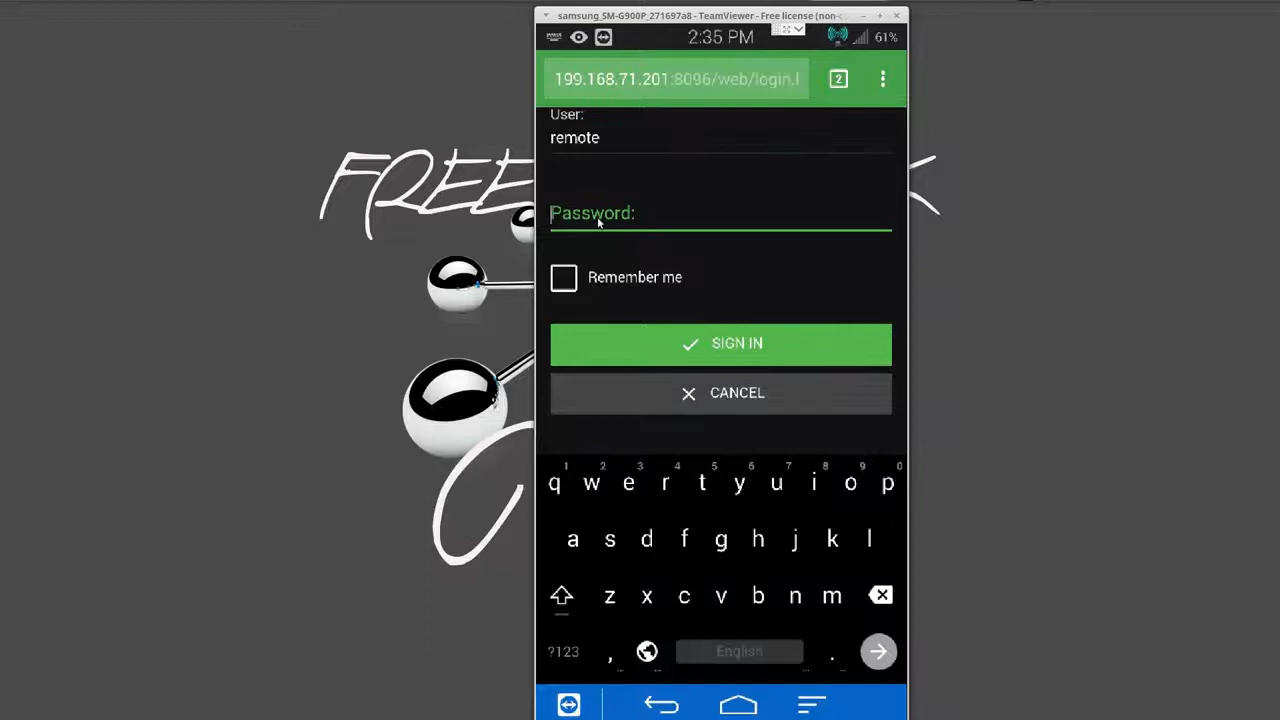 samsung_SM-G900P_271697a8 - TeamViewer - Free license (non-
2:35 PM
61%
199.168.71.201:8096/web/login.
2
User:
remote
FREE
Password:
Remember me
SIGN IN
CANCEL
1 2 3 4 5 6 7 8 9 0
q w e r t y u i o p
a s d f g h j k l
z x c v b n m
?123 , English .